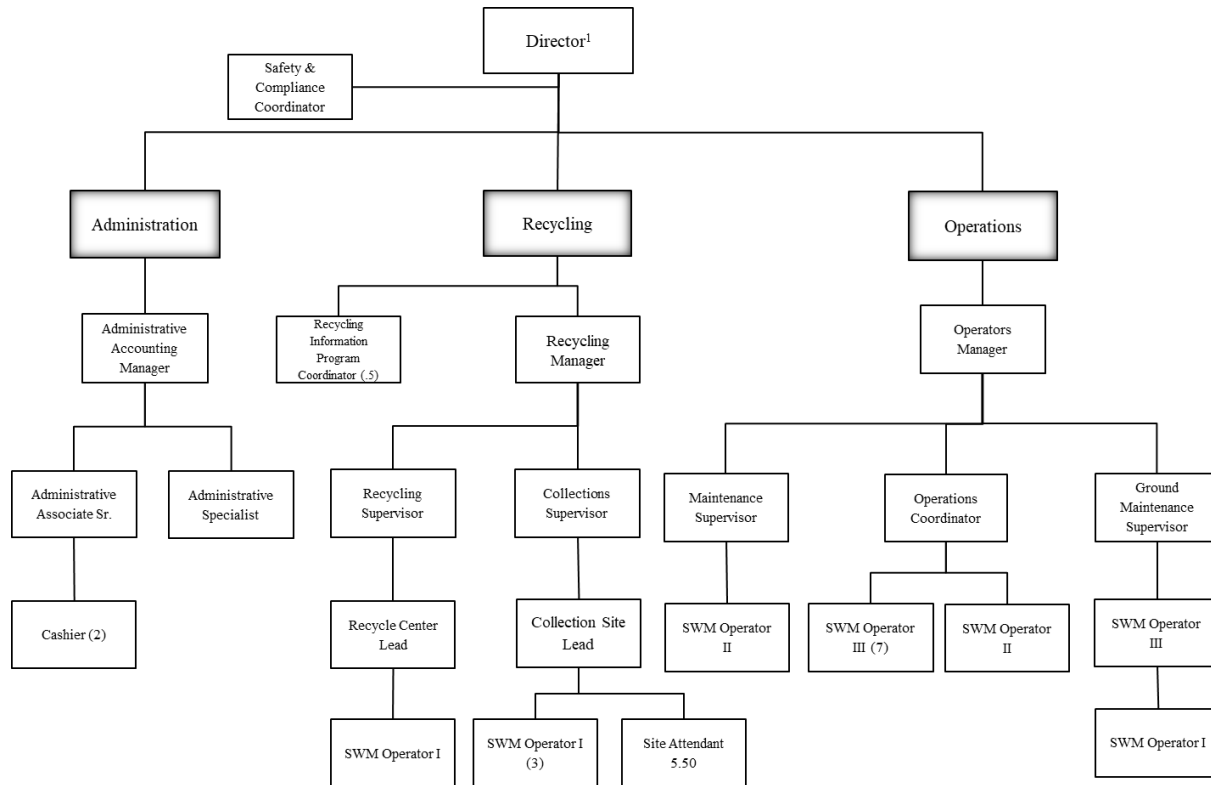 Director¹
Safety &
Compliance
Coordinator
Administration
Recycling
Operations
Administrative
Accounting
Manager
Recycling
Information
Program
Coordinator (.5)
Recycling
Manager
Operators
Manager
Administrative
Associate Sr.
Administrative
Specialist
Recycling
Supervisor
Collections
Supervisor
Maintenance
Supervisor
Operations
Coordinator
Ground
Maintenance
Supervisor
Cashier (2)
Recycle Center
Lead
Collection Site
Lead
SWM Operator
II
SWM Operator
III (7)
SWM Operator
II
SWM Operator
III
SWM Operator I
SWM Operator I
(3)
Site Attendant
5.50
SWM Operator I